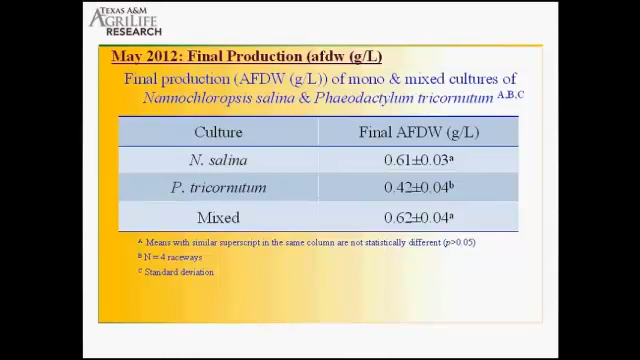 TEXAS A&M
AGRILIFE
RESEARCH
May 2012: Final Production (afdw (g/L)
Final production (AFDW (g/L)) of mono & mixed cultures of
Nannochloropsis salina & Phaeodactylum tricornutum A,B,C
Culture Final AFDW (g/L)
N. salina 0.61±0.03a
P. tricornutum 0.42±0.04b
Mixed 0.62±0.04a
A Means with similar superscript in the same column are not statistically different (p>0.05)
B N = 4 raceways
C Standard deviation